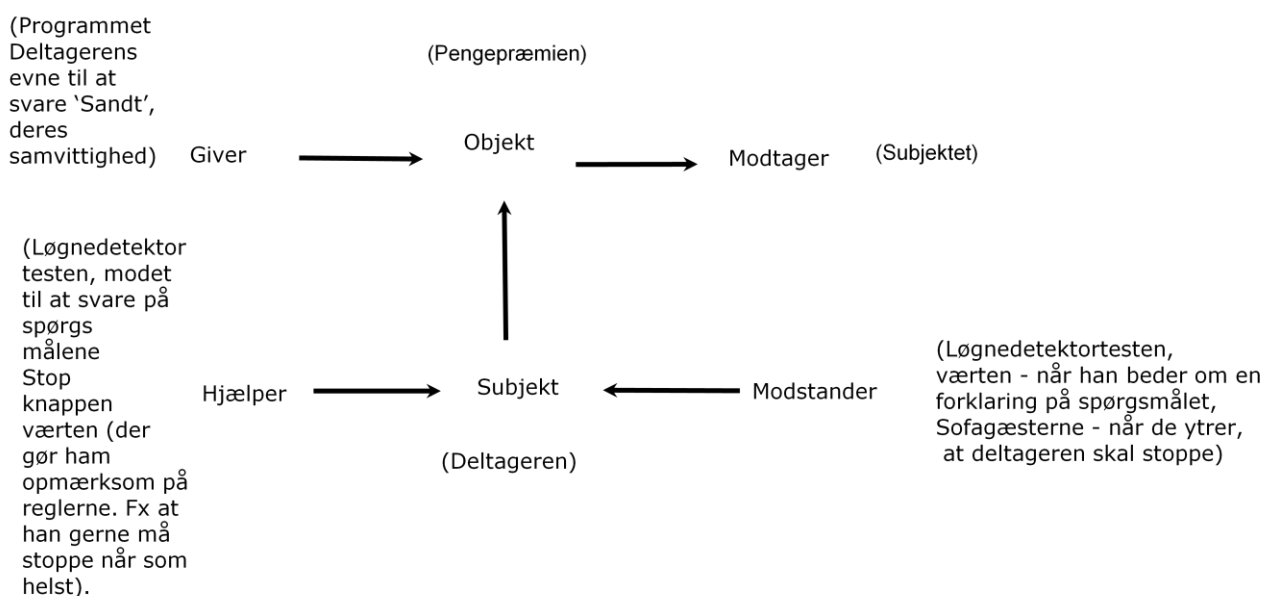 (Programmet
Deltagerens
evne til at
svare ‘Sandt’,
deres
samvittighed)
Giver
(Pengepræmien)
Objekt
Modtager
(Subjektet)
(Løgnedetektor
testen, modet
til at svare på
spørgs
målene
Stop
knappen
værten (der
gør ham
opmærksom på
reglerne. Fx at
han gerne må
stoppe når som
helst).
Hjælper
Subjekt
(Deltageren)
Modstander
(Løgnedetektortesten,
værten - når han beder om en
forklaring på spørgsmålet,
Sofagæsterne - når de ytrer,
at deltageren skal stoppe)